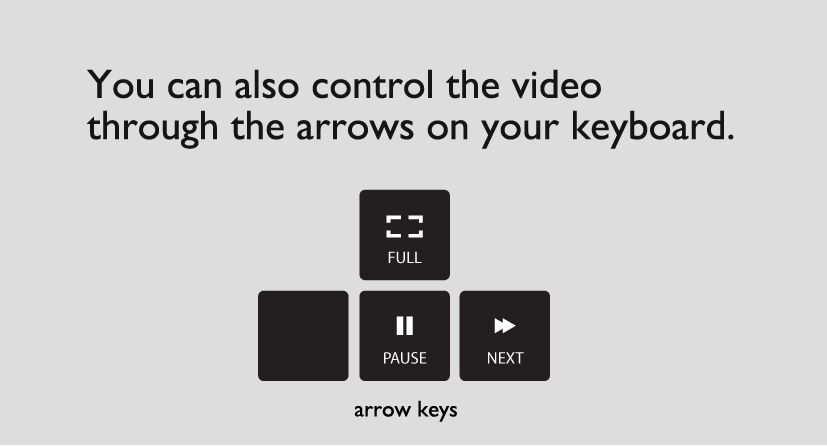 You can also control the video
through the arrows on your keyboard.
FULL
PAUSE
NEXT
arrow keys